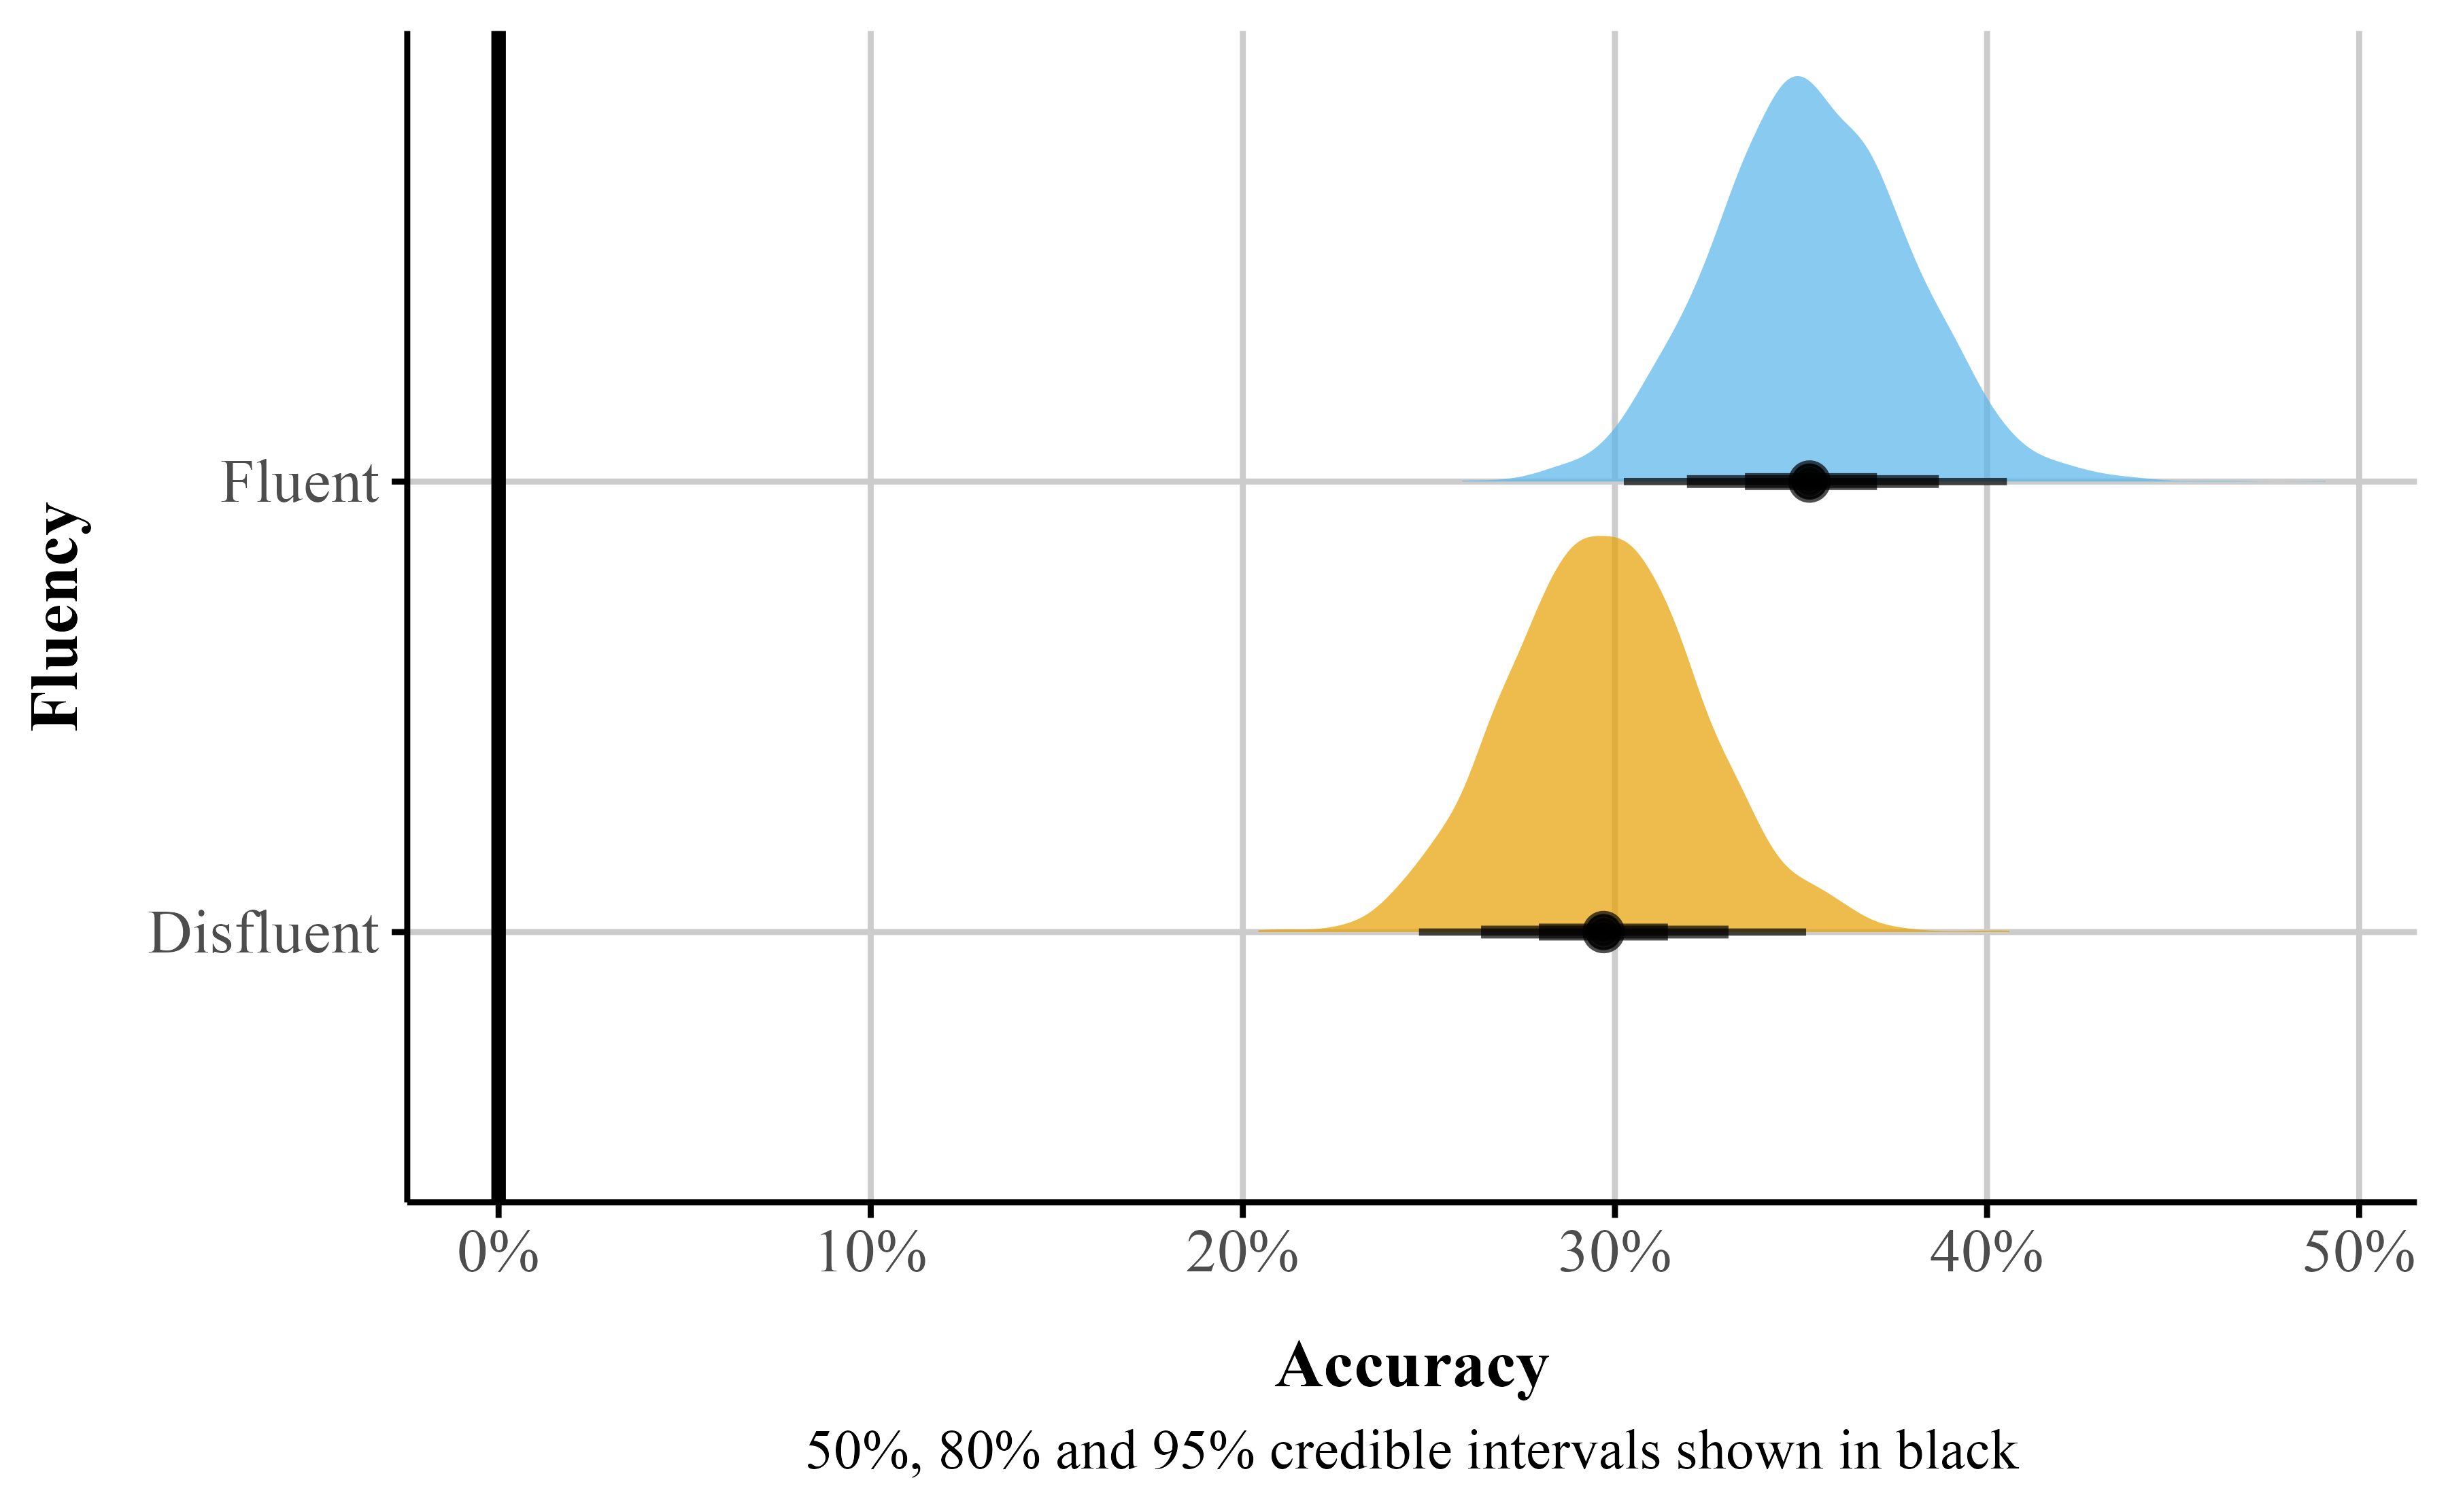 Fluency
Fluent
Disfluent
0% 10% 20% 30% 40% 50%
Accuracy
50%, 80% and 95% credible intervals shown in black